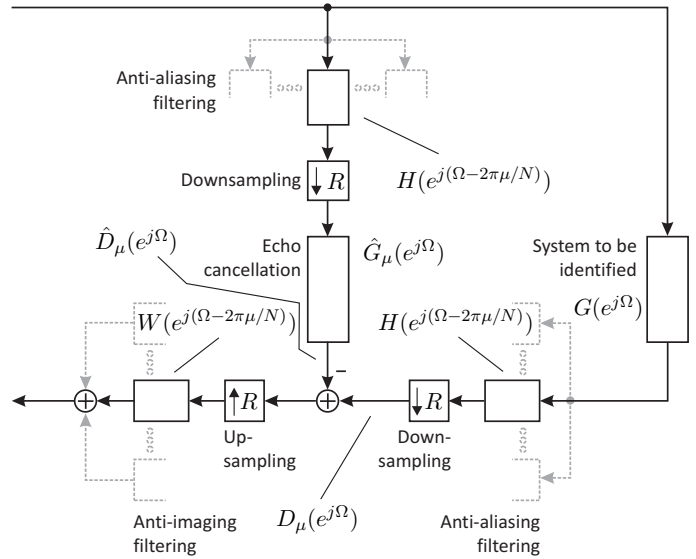 Anti-aliasing
filtering
Downsampling
↓ R
H(e^{j(Ω−2πμ/N)})
D̂_μ(e^{jΩ})
Echo
cancellation
Ĝ_μ(e^{jΩ})
System to be
identified
G(e^{jΩ})
W(e^{j(Ω−2πμ/N)})
H(e^{j(Ω−2πμ/N)})
−
+
↑ R
+
↓ R
Up-
sampling
Down-
sampling
Anti-imaging
filtering
D_μ(e^{jΩ})
Anti-aliasing
filtering